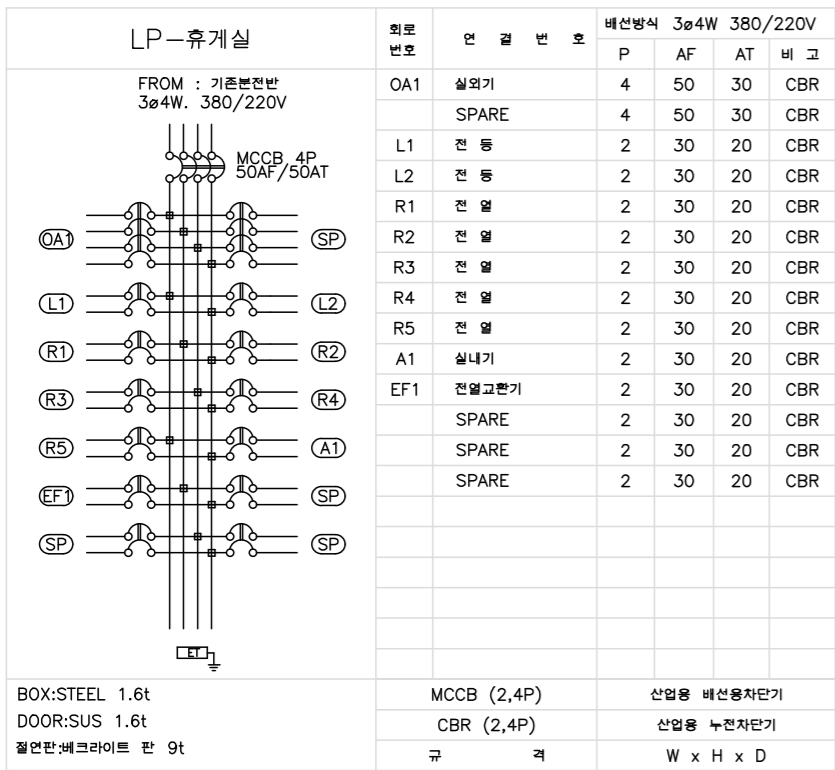 LP-휴게실
FROM : 기존분전반
3ø4W. 380/220V
MCCB 4P
50AF/50AT
OA1 SP
L1 L2
R1 R2
R3 R4
R5 A1
EF1 SP
SP SP
ET
회로번호 연 결 번 호 배선방식 3ø4W 380/220V
P AF AT 비 고
OA1 실외기 4 50 30 CBR
SPARE 4 50 30 CBR
L1 전 등 2 30 20 CBR
L2 전 등 2 30 20 CBR
R1 전 열 2 30 20 CBR
R2 전 열 2 30 20 CBR
R3 전 열 2 30 20 CBR
R4 전 열 2 30 20 CBR
R5 전 열 2 30 20 CBR
A1 실내기 2 30 20 CBR
EF1 전열교환기 2 30 20 CBR
SPARE 2 30 20 CBR
SPARE 2 30 20 CBR
SPARE 2 30 20 CBR
BOX:STEEL 1.6t
DOOR:SUS 1.6t
절연판:베크라이트 판 9t
MCCB (2,4P) 산업용 배선용차단기
CBR (2,4P) 산업용 누전차단기
규 격 W x H x D